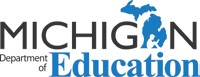 MICHIGAN
Department of
Education